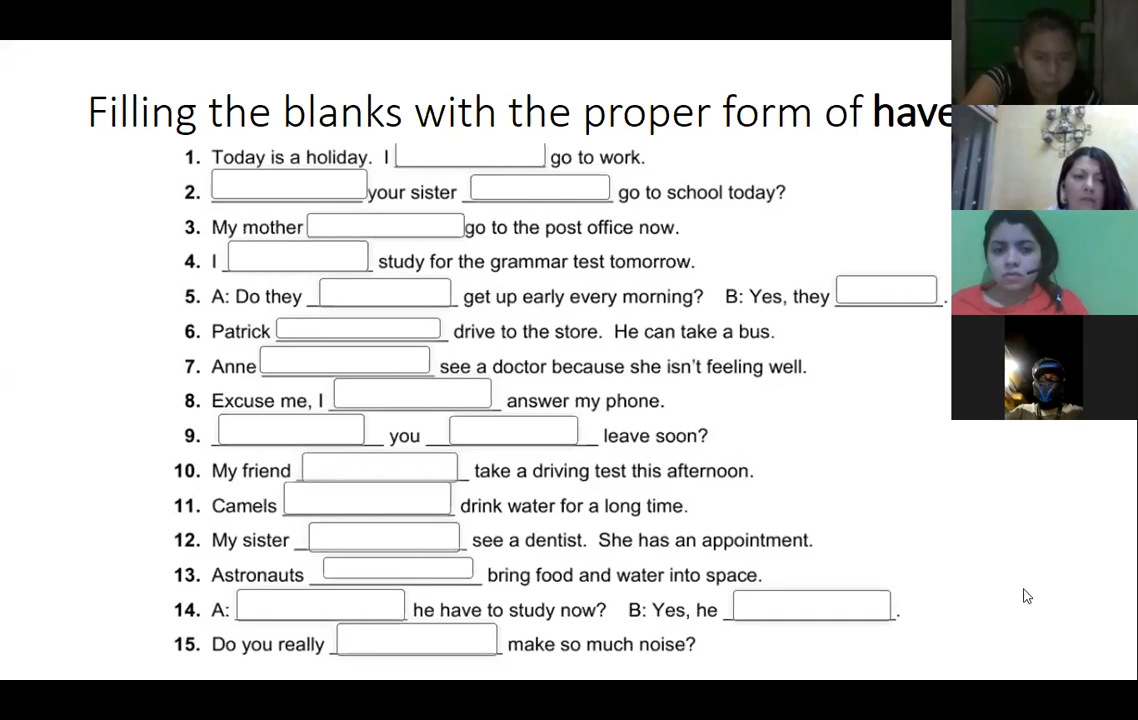 Filling the blanks with the proper form of have
1. Today is a holiday. I go to work.
2. your sister go to school today?
3. My mother go to the post office now.
4. I study for the grammar test tomorrow.
5. A: Do they get up early every morning? B: Yes, they .
6. Patrick drive to the store. He can take a bus.
7. Anne see a doctor because she isn't feeling well.
8. Excuse me, I answer my phone.
9. you leave soon?
10. My friend take a driving test this afternoon.
11. Camels drink water for a long time.
12. My sister see a dentist. She has an appointment.
13. Astronauts bring food and water into space.
14. A: he have to study now? B: Yes, he .
15. Do you really make so much noise?